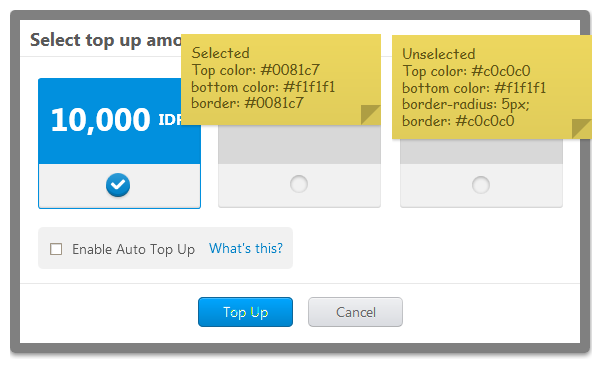 Select top up amo
Selected
Top color: #0081c7
bottom color: #f1f1f1
border: #0081c7
Unselected
Top color: #c0c0c0
bottom color: #f1f1f1
border-radius: 5px;
border: #c0c0c0
10,000 IDR
Enable Auto Top Up What's this?
Top Up Cancel